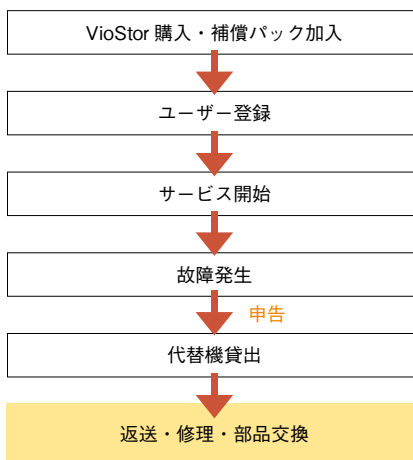 VioStor 購入・補償パック加入
ユーザー登録
サービス開始
故障発生
申告
代替機貸出
返送・修理・部品交換